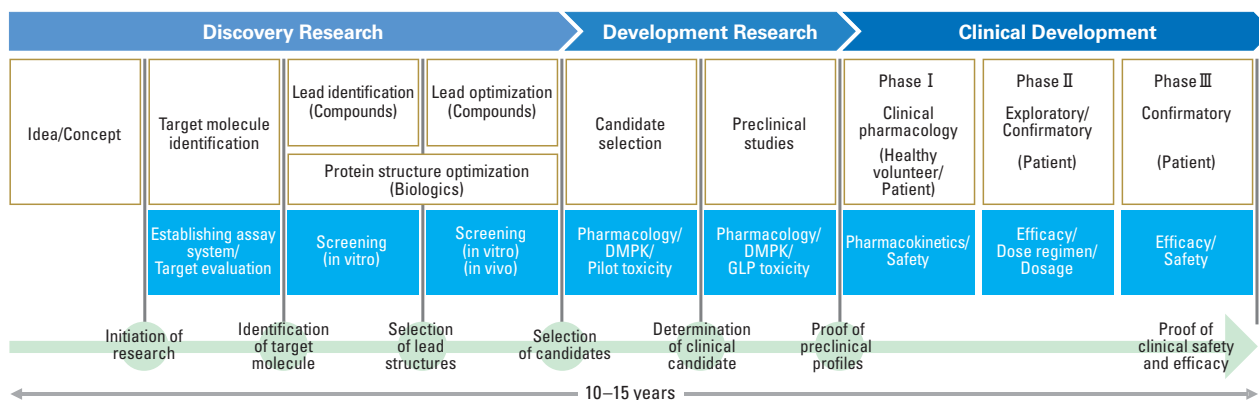 Discovery Research
Development Research
Clinical Development
Idea/Concept
Target molecule
identification
Lead identification
(Compounds)
Lead optimization
(Compounds)
Protein structure optimization
(Biologics)
Candidate
selection
Preclinical
studies
Phase Ⅰ
Clinical
pharmacology
(Healthy
volunteer/
Patient)
Phase Ⅱ
Exploratory/
Confirmatory
(Patient)
Phase Ⅲ
Confirmatory
(Patient)
Establishing assay
system/
Target evaluation
Screening
(in vitro)
Screening
(in vitro)
(in vivo)
Pharmacology/
DMPK/
Pilot toxicity
Pharmacology/
DMPK/
GLP toxicity
Pharmacokinetics/
Safety
Efficacy/
Dose regimen/
Dosage
Efficacy/
Safety
Initiation of
research
Identification
of target
molecule
Selection
of lead
structures
Selection
of candidates
Determination
of clinical
candidate
Proof of
preclinical
profiles
Proof of
clinical safety
and efficacy
10–15 years